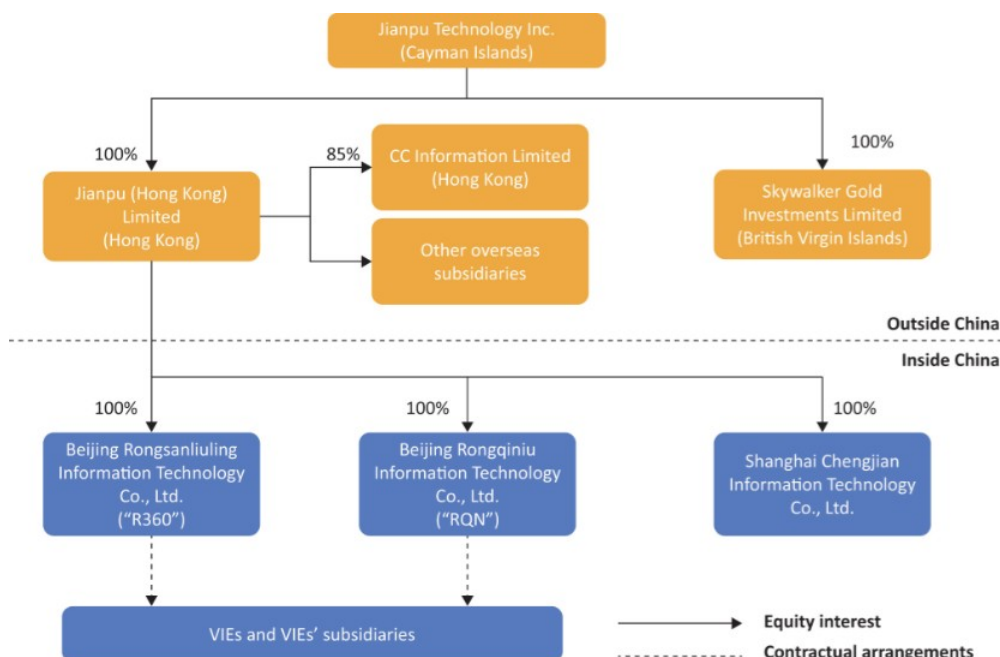 Jianpu Technology Inc.
(Cayman Islands)
100%
85%
100%
Jianpu (Hong Kong)
Limited
(Hong Kong)
CC Information Limited
(Hong Kong)
Skywalker Gold
Investments Limited
(British Virgin Islands)
Other overseas
subsidiaries
Outside China
Inside China
100%
100%
100%
Beijing Rongsanliuling
Information Technology
Co., Ltd.
(“R360”)
Beijing Rongqiniu
Information Technology
Co., Ltd.
(“RQN”)
Shanghai Chengjian
Information Technology
Co., Ltd.
VIEs and VIEs’ subsidiaries
Equity interest
Contractual arrangements